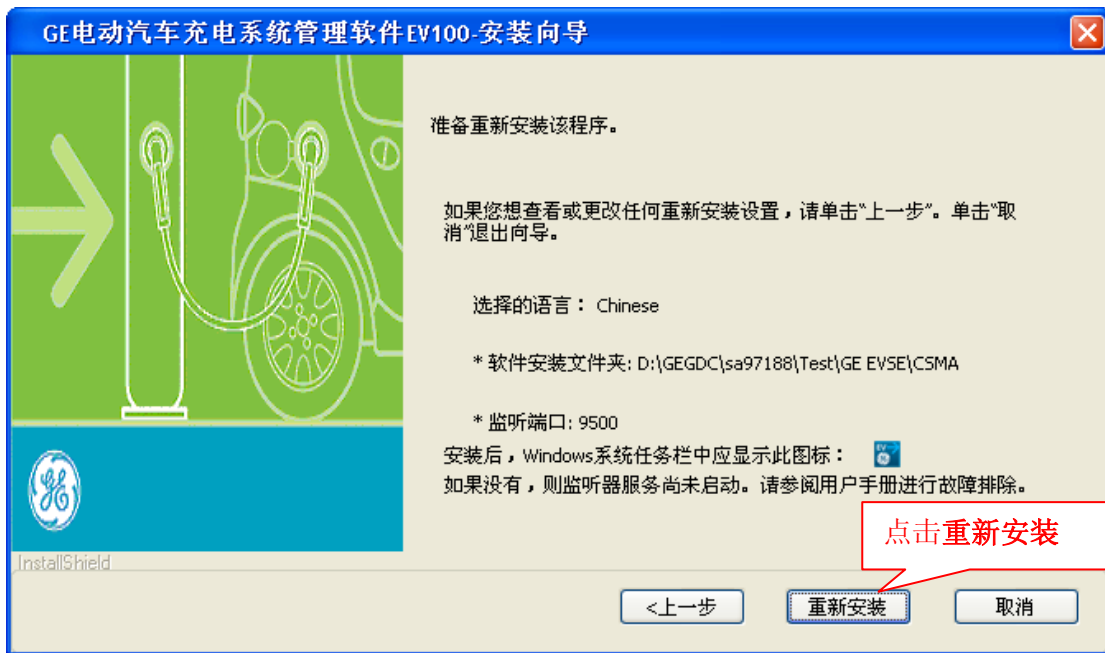 GE电动汽车充电系统管理软件EV100-安装向导
准备重新安装该程序。
如果您想查看或更改任何重新安装设置，请单击“上一步”。单击“取
消”退出向导。
选择的语言： Chinese
* 软件安装文件夹: D:\GEGDC\sa97188\Test\GE EVSE\CSMA
* 监听端口: 9500
安装后，Windows系统任务栏中应显示此图标： EV
如果没有，则监听器服务尚未启动。请参阅用户手册进行故障排除。
GE
点击重新安装
InstallShield
<上一步
重新安装
取消